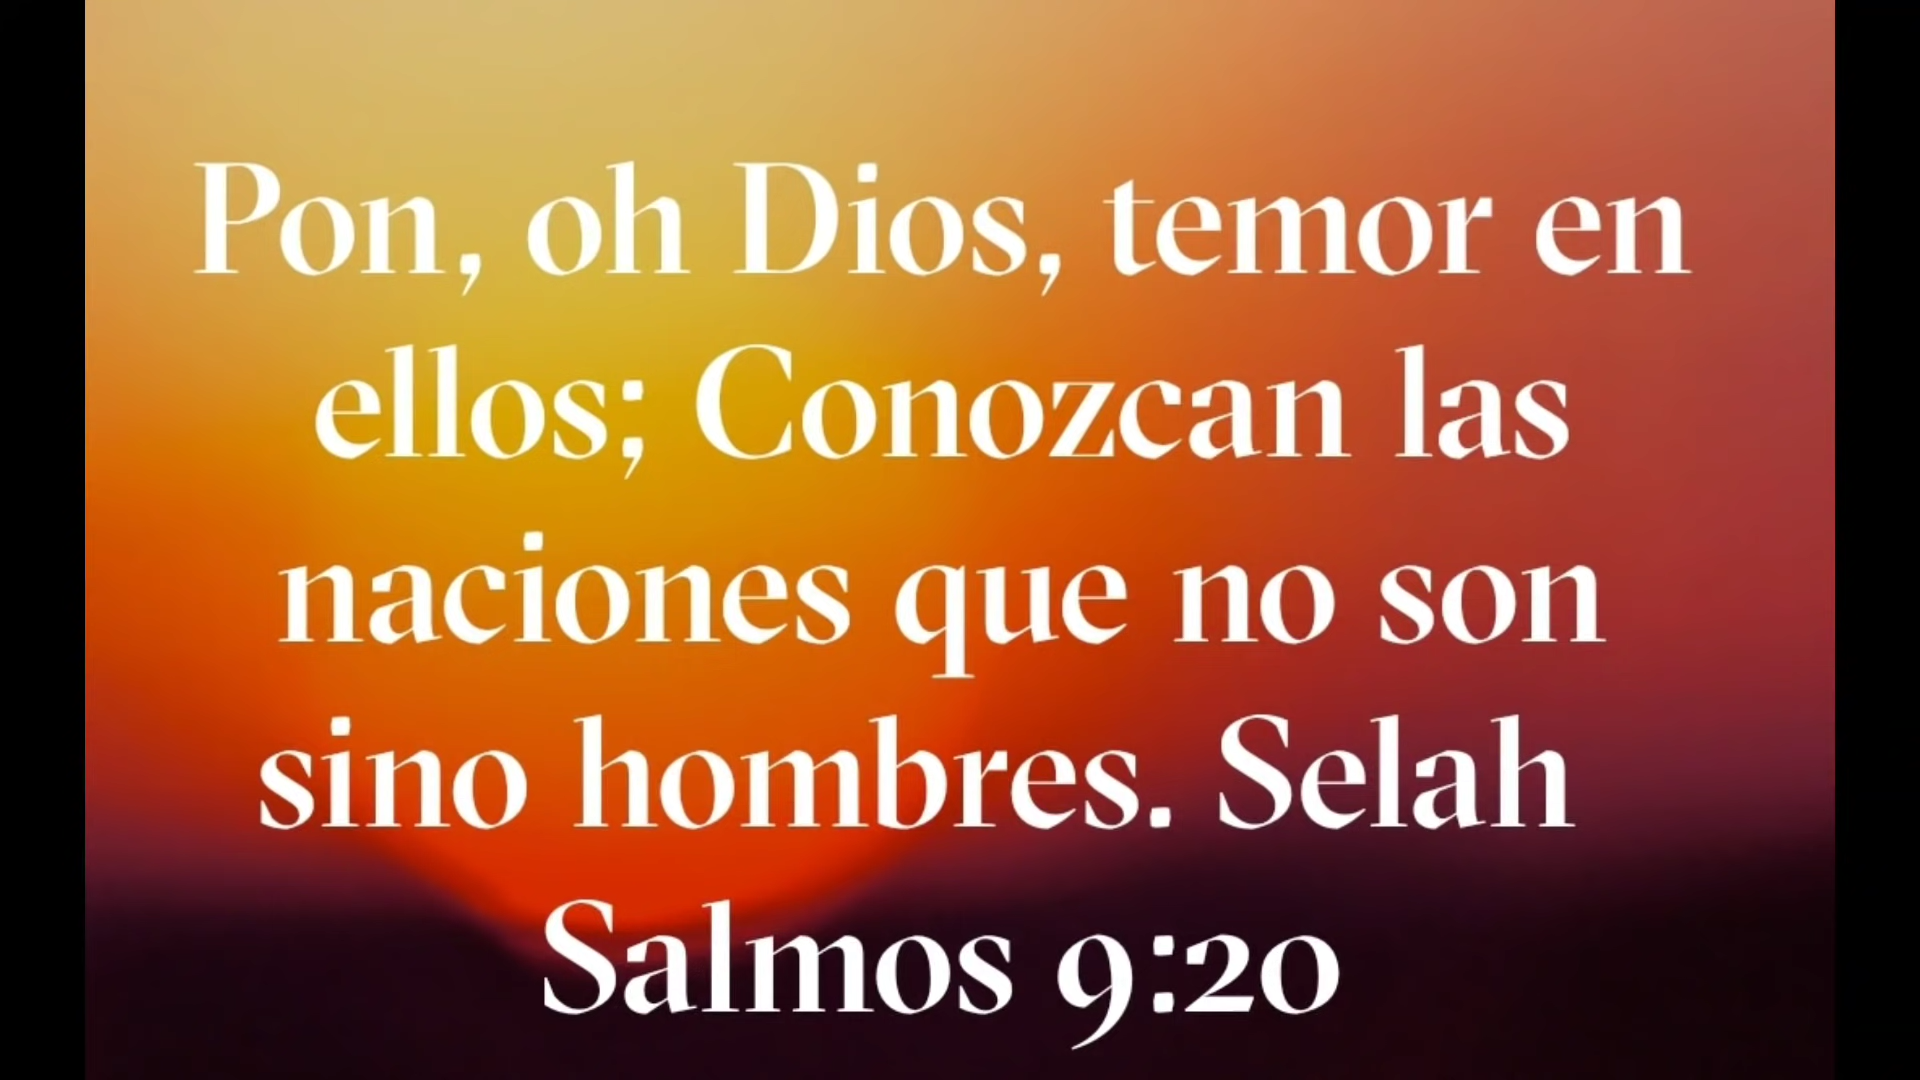 Pon, oh Dios, temor en
ellos; Conozcan las
naciones que no son
sino hombres. Selah
Salmos 9:20